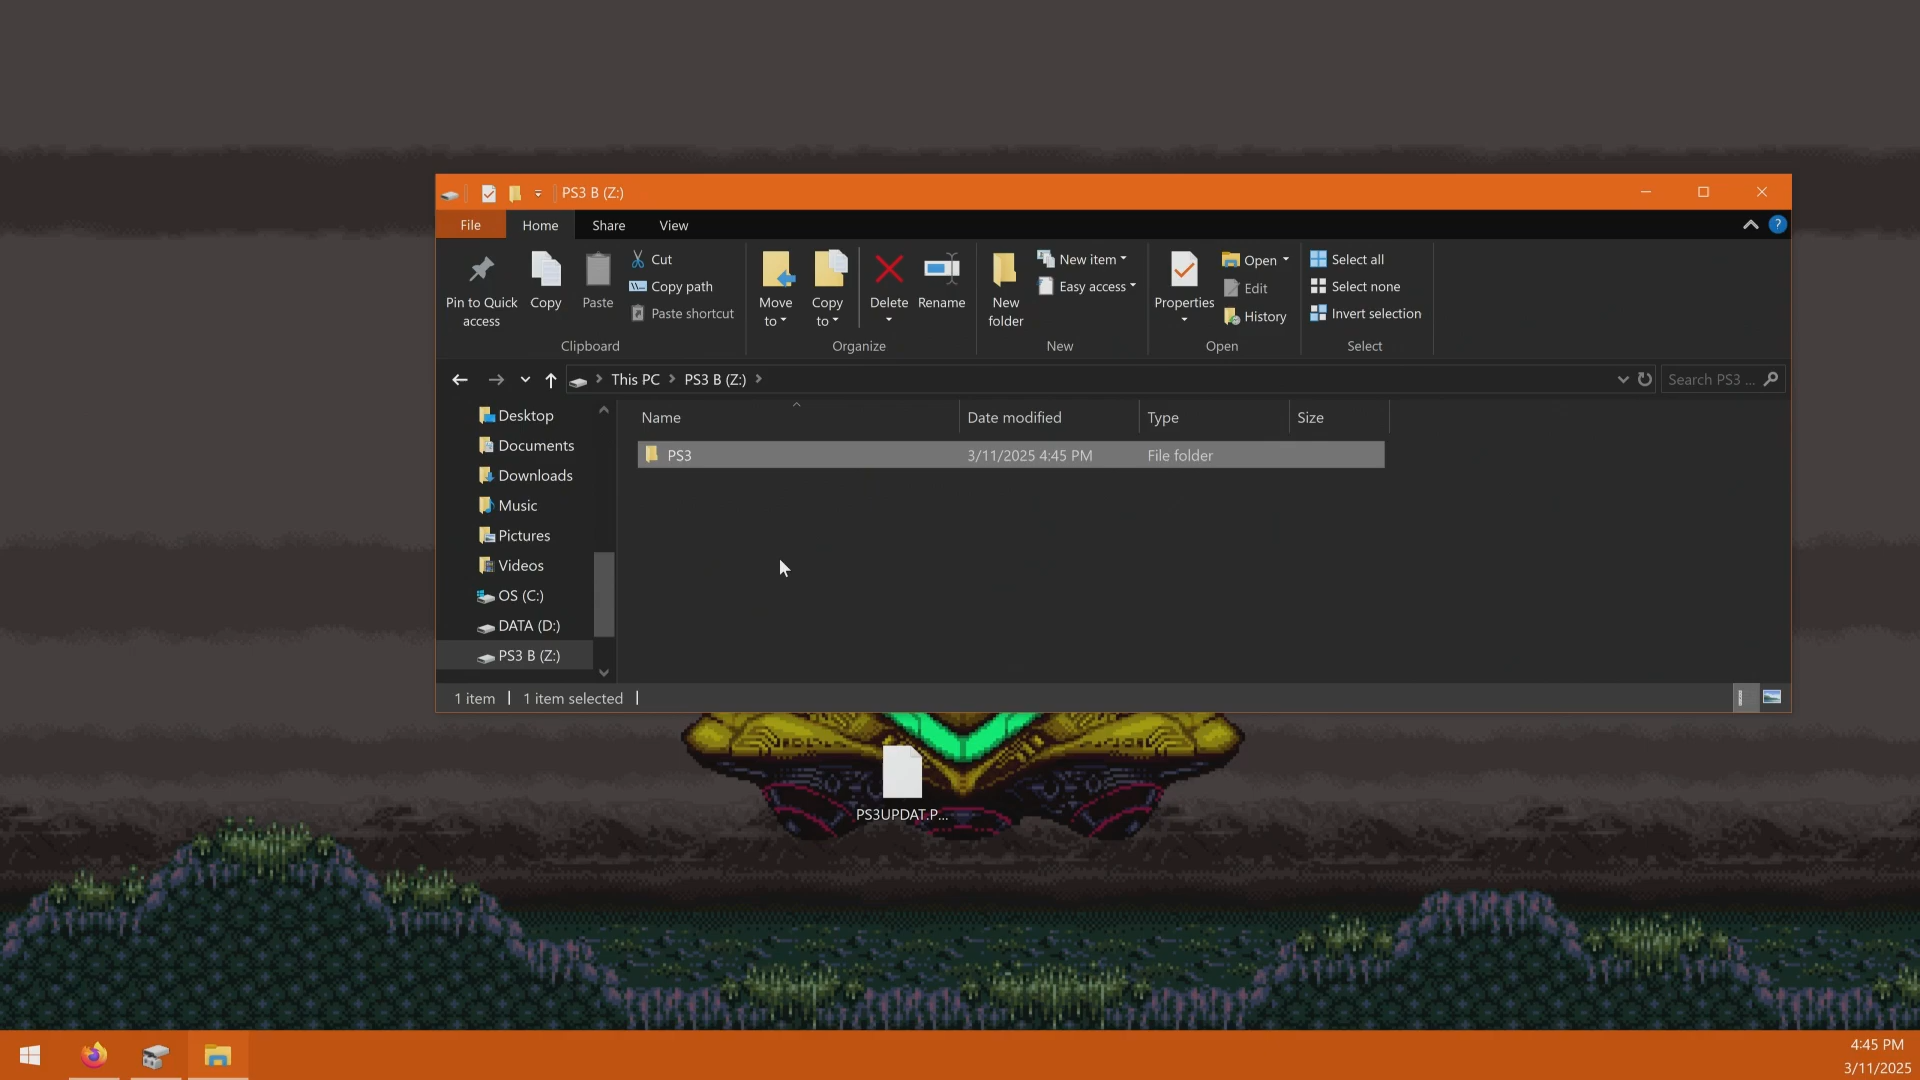 PS3 B (Z:)
File Home Share View
Pin to Quick access
Copy
Paste
Cut
Copy path
Paste shortcut
Clipboard
Move to
Copy to
Delete
Rename
Organize
New folder
New item
Easy access
New
Properties
Open
Edit
History
Open
Select all
Select none
Invert selection
Select
This PC PS3 B (Z:)
Search PS3 ...
Desktop
Documents
Downloads
Music
Pictures
Videos
OS (C:)
DATA (D:)
PS3 B (Z:)
Name Date modified Type Size
PS3 3/11/2025 4:45 PM File folder
1 item 1 item selected
PS3UPDAT.P...
4:45 PM
3/11/2025